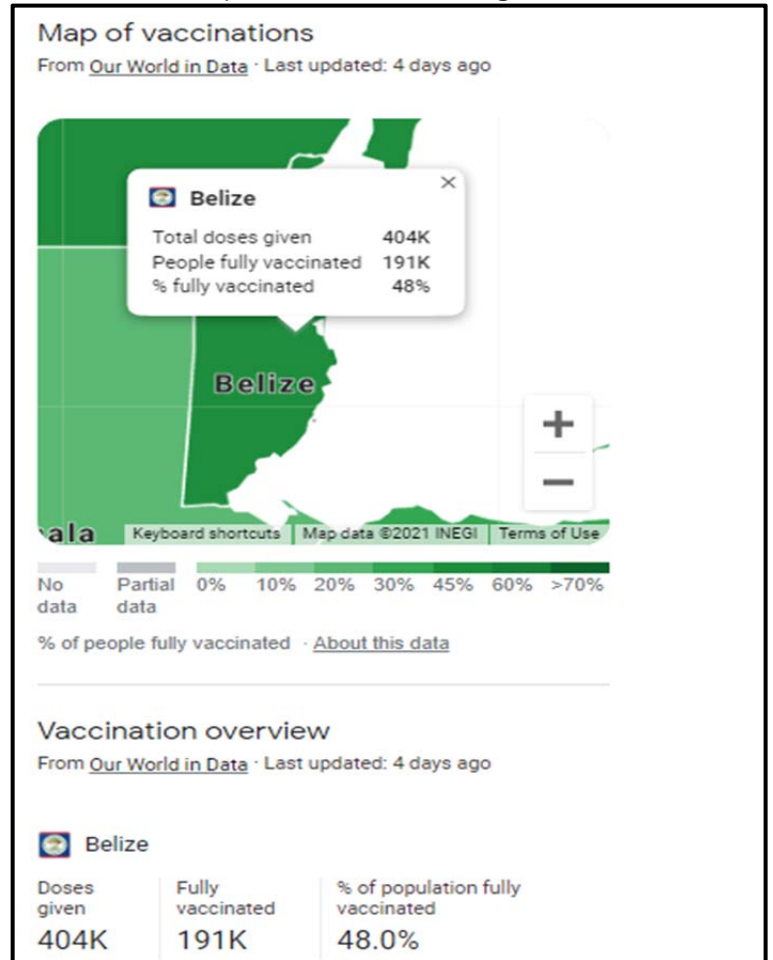 Map of vaccinations
From Our World in Data · Last updated: 4 days ago
Belize
Total doses given 404K
People fully vaccinated 191K
% fully vaccinated 48%
Belize
ala
Keyboard shortcuts
Map data ©2021 INEGI
Terms of Use
No data
Partial data
0% 10% 20% 30% 45% 60% >70%
% of people fully vaccinated · About this data
Vaccination overview
From Our World in Data · Last updated: 4 days ago
Belize
Doses given
404K
Fully vaccinated
191K
% of population fully vaccinated
48.0%